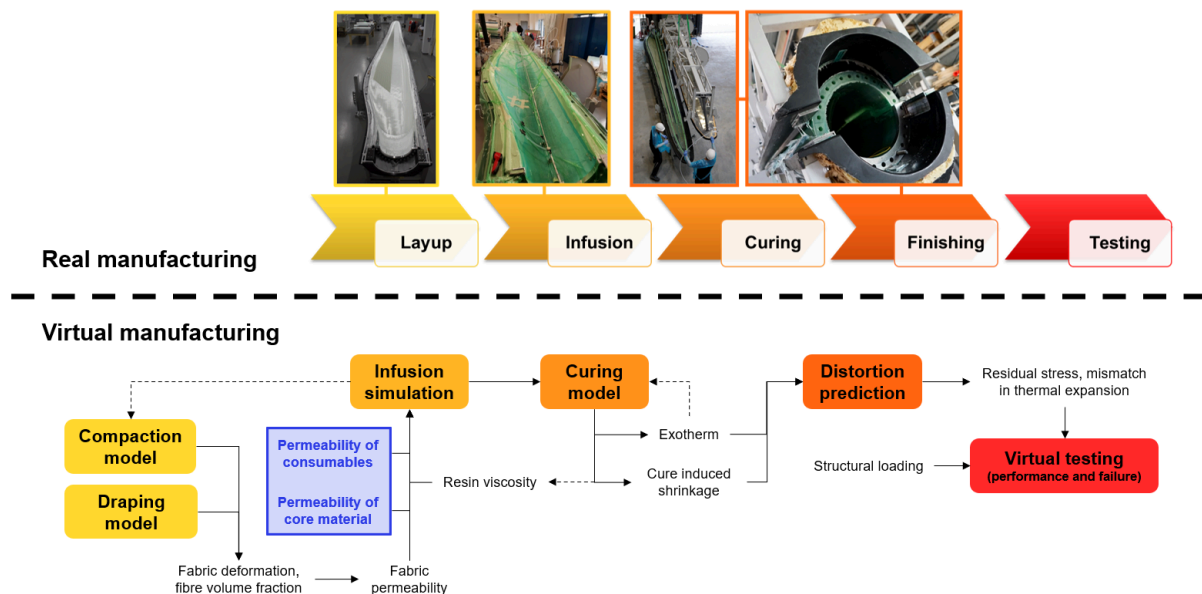 Layup
Infusion
Curing
Finishing
Testing
Real manufacturing
Virtual manufacturing
Infusion
simulation
Curing
model
Distortion
prediction
Residual stress, mismatch
in thermal expansion
Compaction
model
Permeability of
consumables
Exotherm
Draping
model
Permeability of
core material
Resin viscosity
Cure induced
shrinkage
Structural loading
Virtual testing
(performance and failure)
Fabric deformation,
fibre volume fraction
Fabric
permeability